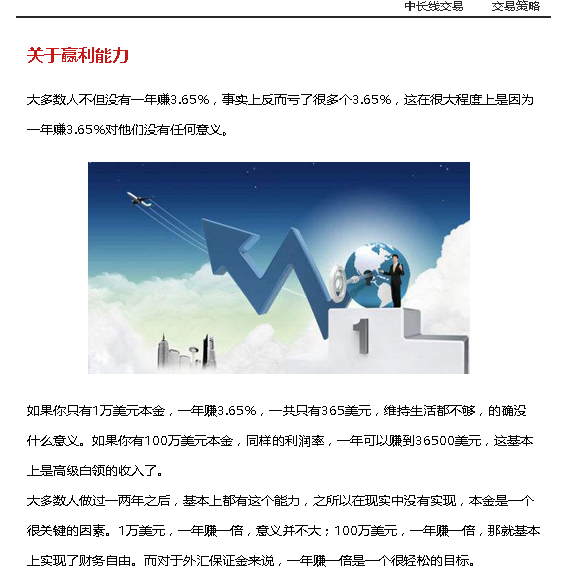 中长线交易 交易策略
关于赢利能力
大多数人不但没有一年赚3.65%，事实上反而亏了很多个3.65%，这在很大程度上是因为
一年赚3.65%对他们没有任何意义。
1
如果你只有1万美元本金，一年赚3.65%，一共只有365美元，维持生活都不够，的确没
什么意义。如果你有100万美元本金，同样的利润率，一年可以赚到36500美元，这基本
上是高级白领的收入了。
大多数人做过一两年之后，基本上都有这个能力，之所以在现实中没有实现，本金是一个
很关键的因素。1万美元，一年赚一倍，意义并不大；100万美元，一年赚一倍，那就基本
上实现了财务自由。而对于外汇保证金来说，一年赚一倍是一个很轻松的目标。